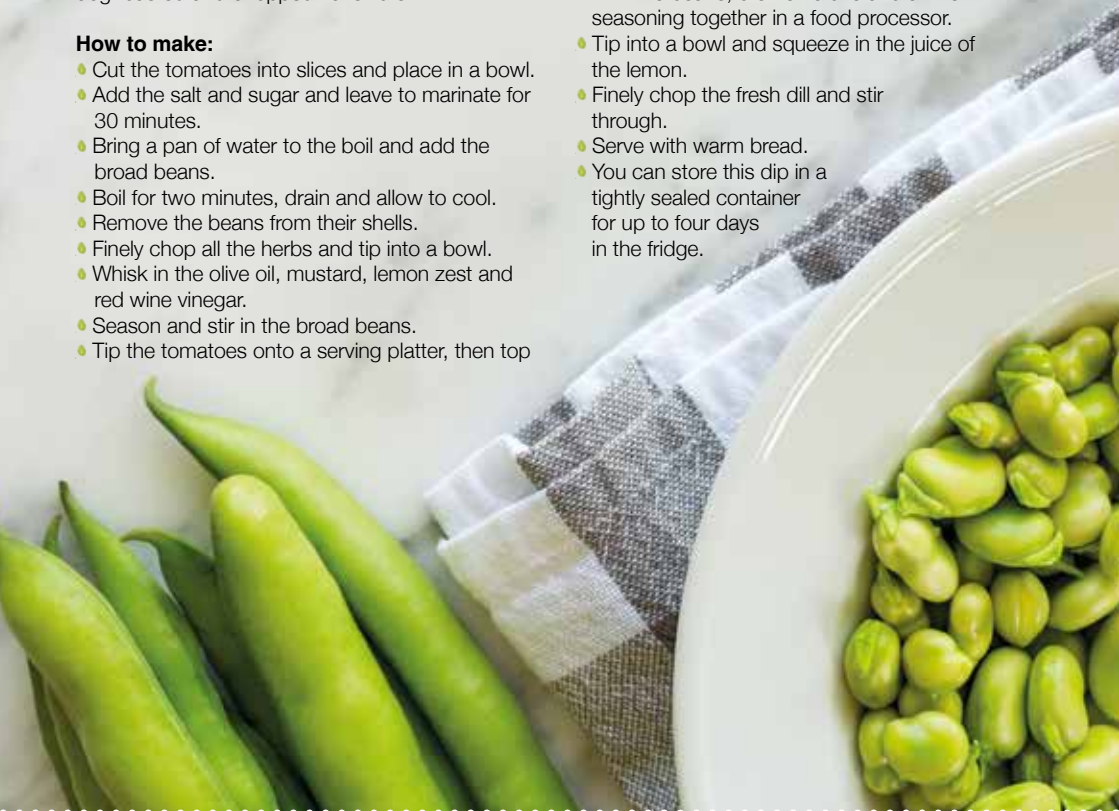 How to make:
Cut the tomatoes into slices and place in a bowl.
Add the salt and sugar and leave to marinate for
30 minutes.
Bring a pan of water to the boil and add the
broad beans.
Boil for two minutes, drain and allow to cool.
Remove the beans from their shells.
Finely chop all the herbs and tip into a bowl.
Whisk in the olive oil, mustard, lemon zest and
red wine vinegar.
Season and stir in the broad beans.
Tip the tomatoes onto a serving platter, then top
seasoning together in a food processor.
Tip into a bowl and squeeze in the juice of
the lemon.
Finely chop the fresh dill and stir
through.
Serve with warm bread.
You can store this dip in a
tightly sealed container
for up to four days
in the fridge.